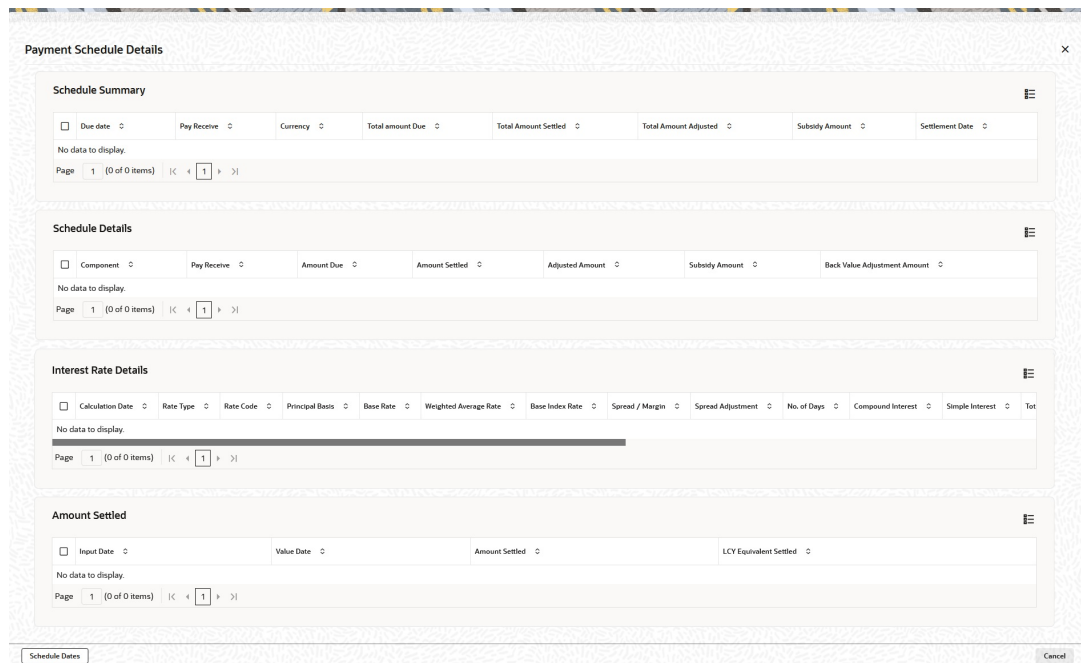 Payment Schedule Details
Schedule Summary
Due date Pay Receive Currency Total amount Due Total Amount Settled Total Amount Adjusted Subsidy Amount Settlement Date
No data to display.
Page 1 (0 of 0 items) 1
Schedule Details
Component Pay Receive Amount Due Amount Settled Adjusted Amount Subsidy Amount Back Value Adjustment Amount
No data to display.
Page 1 (0 of 0 items) 1
Interest Rate Details
Calculation Date Rate Type Rate Code Principal Basis Base Rate Weighted Average Rate Base Index Rate Spread / Margin Spread Adjustment No. of Days Compound Interest Simple Interest Tot
No data to display.
Page 1 (0 of 0 items) 1
Amount Settled
Input Date Value Date Amount Settled LCY Equivalent Settled
No data to display.
Page 1 (0 of 0 items) 1
Schedule Dates Cancel